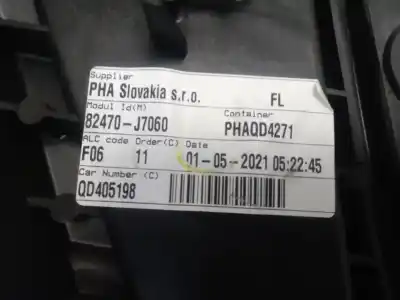 Supplier
PHA Slovakia s.r.o. FL
Modul Id(M) Container
82470-J7060 PHAQD4271
ALC code Order(C) Date
F06 11 01-05-2021 05:22:45
Car Number (C)
QD405198